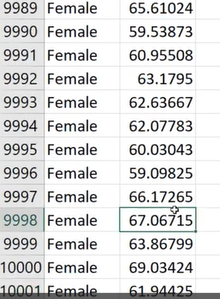 9989 Female 65.61024
9990 Female 59.53873
9991 Female 60.95508
9992 Female 63.1795
9993 Female 62.63667
9994 Female 62.07783
9995 Female 60.03043
9996 Female 59.09825
9997 Female 66.17265
9998 Female 67.06715
9999 Female 63.86799
10000 Female 69.03424
10001 Female 61.94425